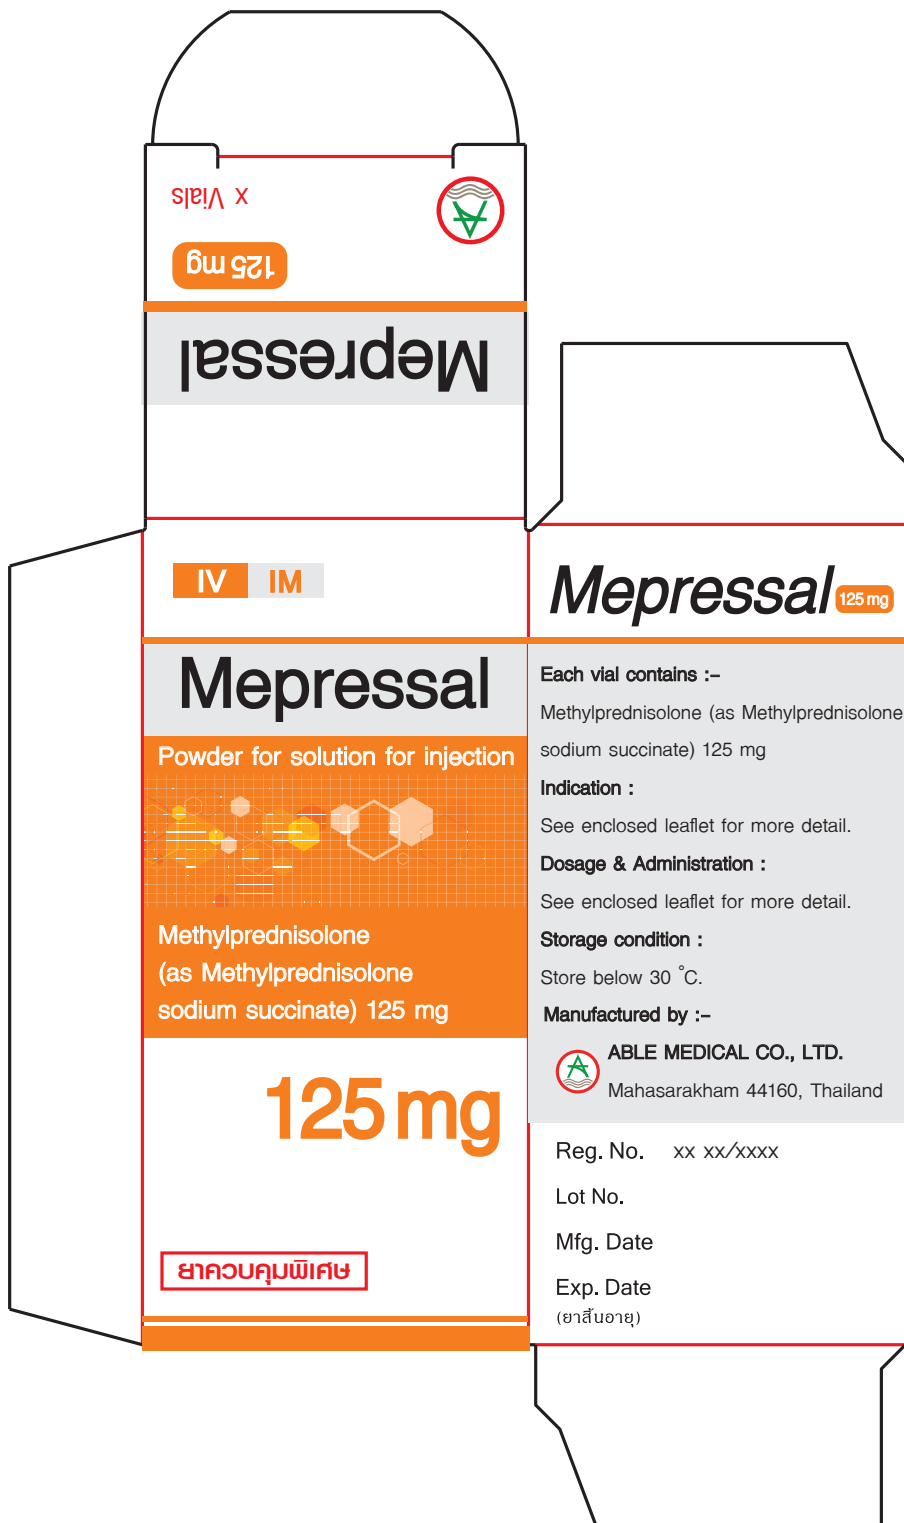 x Vials
125 mg
Mepressal
IV IM
Mepressal
Powder for solution for injection
Methylprednisolone
(as Methylprednisolone
sodium succinate) 125 mg
125 mg
ยาควบคุมพิเศษ
Mepressal 125 mg
Each vial contains :-
Methylprednisolone (as Methylprednisolone
sodium succinate) 125 mg
Indication :
See enclosed leaflet for more detail.
Dosage & Administration :
See enclosed leaflet for more detail.
Storage condition :
Store below 30 °C.
Manufactured by :-
ABLE MEDICAL CO., LTD.
Mahasarakham 44160, Thailand
Reg. No. xx xx/xxxx
Lot No.
Mfg. Date
Exp. Date
(ยาสิ้นอายุ)